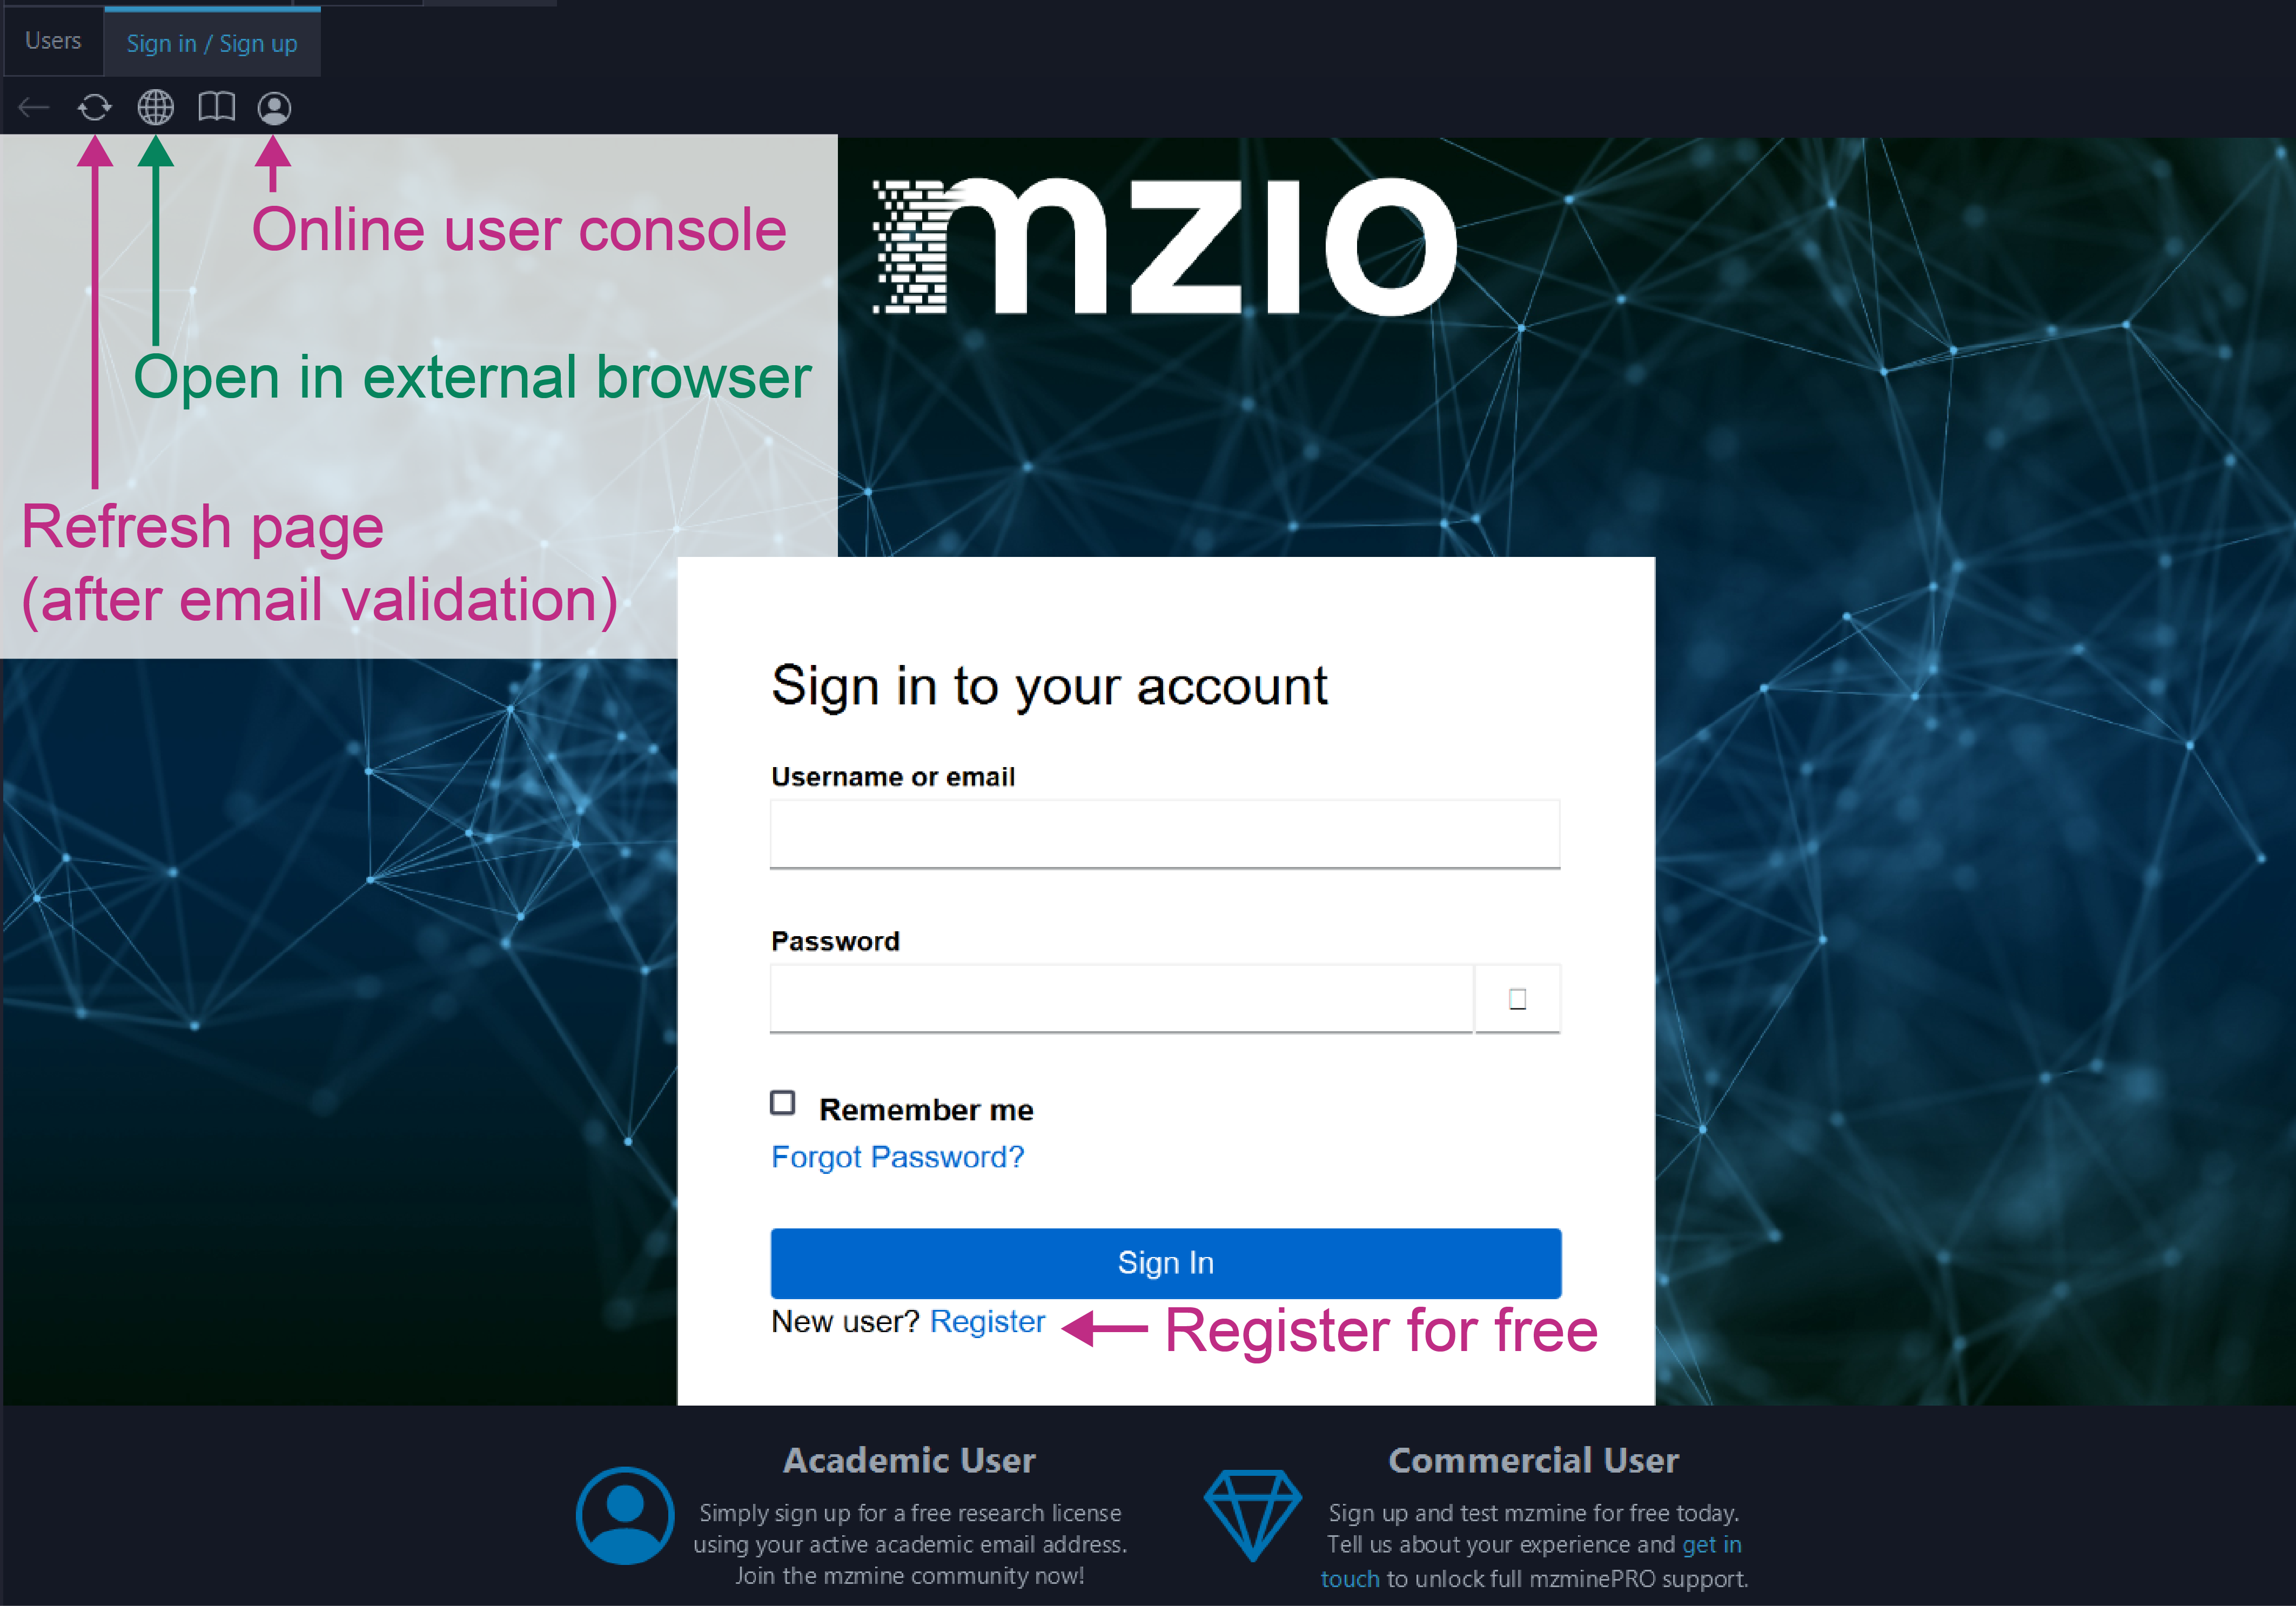 Users
Sign in / Sign up
Online user console
Open in external browser
Refresh page
(after email validation)
mzio
Sign in to your account
Username or email
Password
Remember me
Forgot Password?
Sign In
New user? Register
Register for free
Academic User
Simply sign up for a free research license
using your active academic email address.
Join the mzmine community now!
Commercial User
Sign up and test mzmine for free today.
Tell us about your experience and get in
touch to unlock full mzminePRO support.